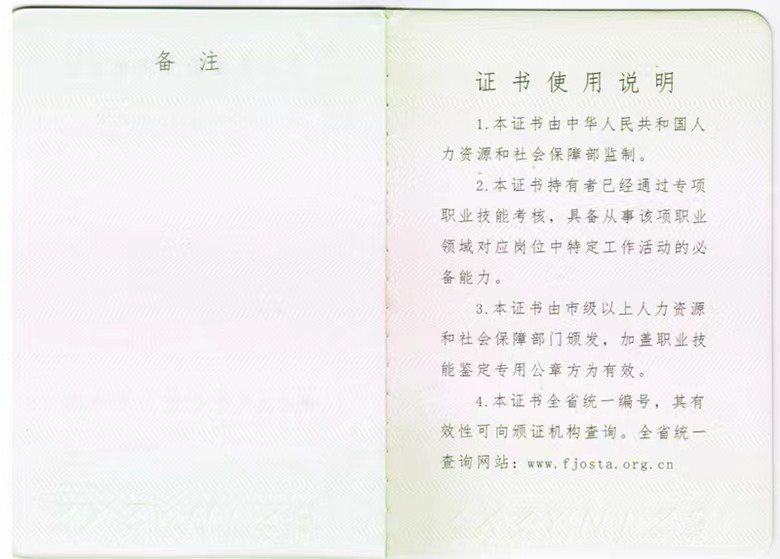 备注
证书使用说明
1.本证书由中华人民共和国人
力资源和社会保障部监制。
2.本证书持有者已经通过专项
职业技能考核，具备从事该项职业
领域对应岗位中特定工作活动的必
备能力。
3.本证书由市级以上人力资源
和社会保障部门颁发，加盖职业技
能鉴定专用公章方为有效。
4.本证书全省统一编号，其有
效性可向颁证机构查询。全省统一
查询网站：www.fjosta.org.cn